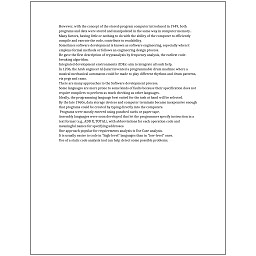 However, with the concept of the stored-program computer introduced in 1949, both
programs and data were stored and manipulated in the same way in computer memory.
Many factors, having little or nothing to do with the ability of the computer to efficiently
compile and execute the code, contribute to readability.
Sometimes software development is known as software engineering, especially when it
employs formal methods or follows an engineering design process.
He gave the first description of cryptanalysis by frequency analysis, the earliest code-
breaking algorithm.
Integrated development environments (IDEs) aim to integrate all such help.
In 1206, the Arab engineer Al-Jazari invented a programmable drum machine where a
musical mechanical automaton could be made to play different rhythms and drum patterns,
via pegs and cams.
There are many approaches to the Software development process.
Some languages are more prone to some kinds of faults because their specification does not
require compilers to perform as much checking as other languages.
Ideally, the programming language best suited for the task at hand will be selected.
By the late 1960s, data storage devices and computer terminals became inexpensive enough
that programs could be created by typing directly into the computers.
Programs were mostly entered using punched cards or paper tape.
Assembly languages were soon developed that let the programmer specify instruction in a
text format (e.g., ADD X, TOTAL), with abbreviations for each operation code and
meaningful names for specifying addresses.
One approach popular for requirements analysis is Use Case analysis.
It is usually easier to code in "high-level" languages than in "low-level" ones.
Use of a static code analysis tool can help detect some possible problems.